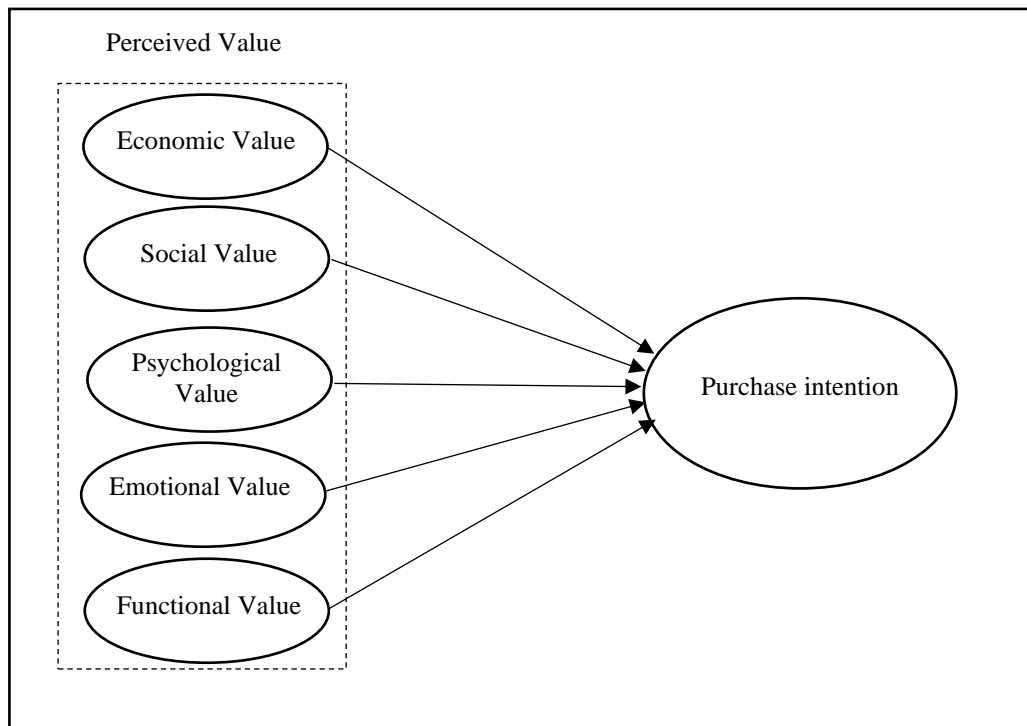 Perceived Value
Economic Value
Social Value
Psychological
Value
Emotional Value
Functional Value
Purchase intention